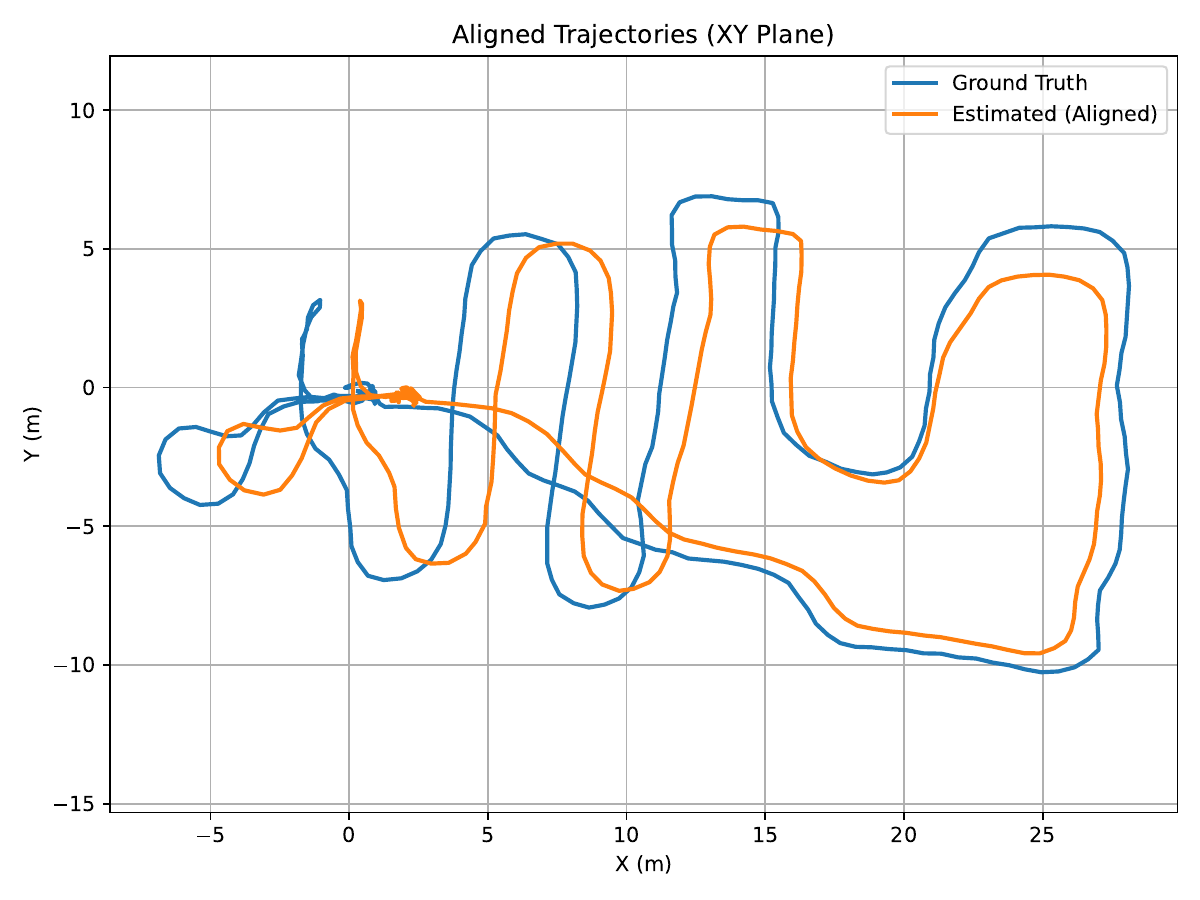 Aligned Trajectories (XY Plane)
Ground Truth
Estimated (Aligned)
10
5
0
−5
−10
−15
Y (m)
−5
0
5
10
15
20
25
X (m)